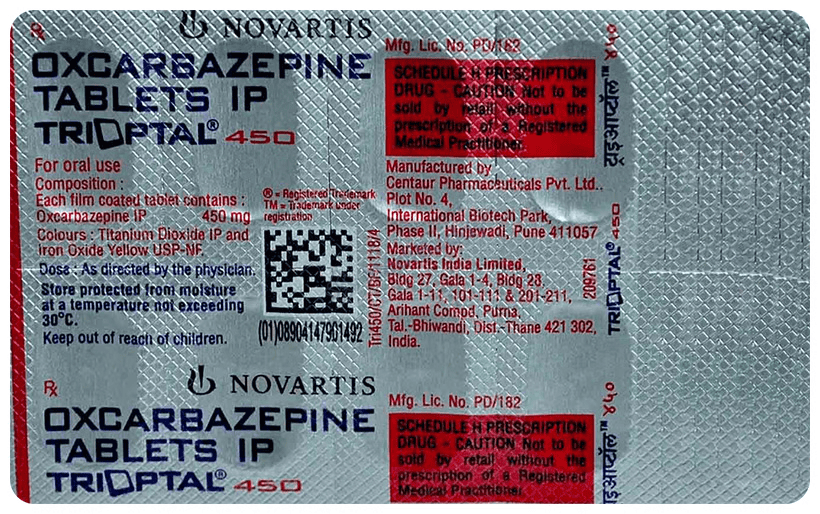 Rx
NOVARTIS
OXCARBAZEPINE
TABLETS IP
TRIOPTAL® 450
For oral use
Composition :
Each film coated tablet contains :
Oxcarbazepine IP 450 mg
Colours : Titanium Dioxide IP and
Iron Oxide Yellow USP-NF.
Dose : As directed by the physician.
Store protected from moisture
at a temperature not exceeding
30°C.
Keep out of reach of children.
® = Registered Trademark
TM = Trademark under
registration
(01)08904147901492
Tri450/CT/BF/1118/4
Mfg. Lic. No. PD/182
SCHEDULE H PRESCRIPTION
DRUG - CAUTION Not to be
sold by retail without the
prescription of a Registered
Medical Practitioner.
Manufactured by
Centaur Pharmaceuticals Pvt. Ltd.,
Plot No. 4,
International Biotech Park,
Phase II, Hinjewadi, Pune 411057
Marketed by:
Novartis India Limited,
Bldg 27, Gala 1-4, Bldg 28,
Gala 1-11, 101-111 & 201-211,
Arihant Compd, Purna,
Tal.-Bhiwandi, Dist.-Thane 421 302,
India.
209761
ट्राइआप्टॉल™ ४५०
TRIOPTAL® 450
Rx
NOVARTIS
OXCARBAZEPINE
TABLETS IP
TRIOPTAL® 450
Mfg. Lic. No. PD/182
SCHEDULE H PRESCRIPTION
DRUG - CAUTION Not to be
sold by retail without the
prescription of a Registered
Medical Practitioner.
ट्राइआप्टॉल™ ४५०